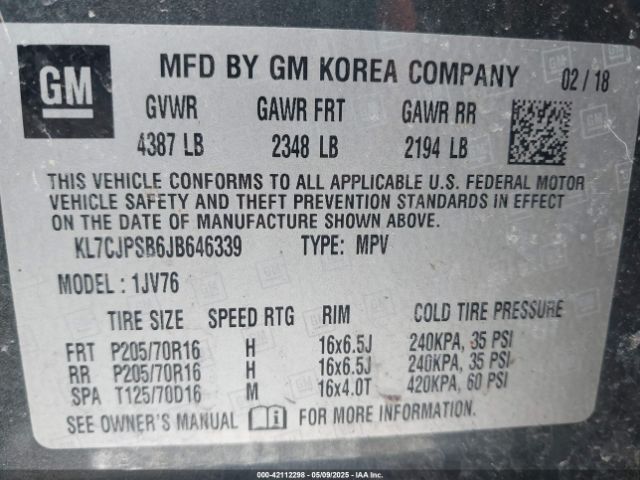 GM
MFD BY GM KOREA COMPANY 02 / 18
GVWR GAWR FRT GAWR RR
4387 LB 2348 LB 2194 LB
THIS VEHICLE CONFORMS TO ALL APPLICABLE U.S. FEDERAL MOTOR
VEHICLE SAFETY AND THEFT PREVENTION STANDARDS IN EFFECT
ON THE DATE OF MANUFACTURE SHOWN ABOVE.
KL7CJPSB6JB646339 TYPE: MPV
MODEL : 1JV76
TIRE SIZE SPEED RTG RIM COLD TIRE PRESSURE
FRT P205/70R16 H 16x6.5J 240KPA, 35 PSI
RR P205/70R16 H 16x6.5J 240KPA, 35 PSI
SPA T125/70D16 M 16x4.0T 420KPA, 60 PSI
SEE OWNER'S MANUAL FOR MORE INFORMATION
000-42112298 - 05/09/2025 - IAA Inc.